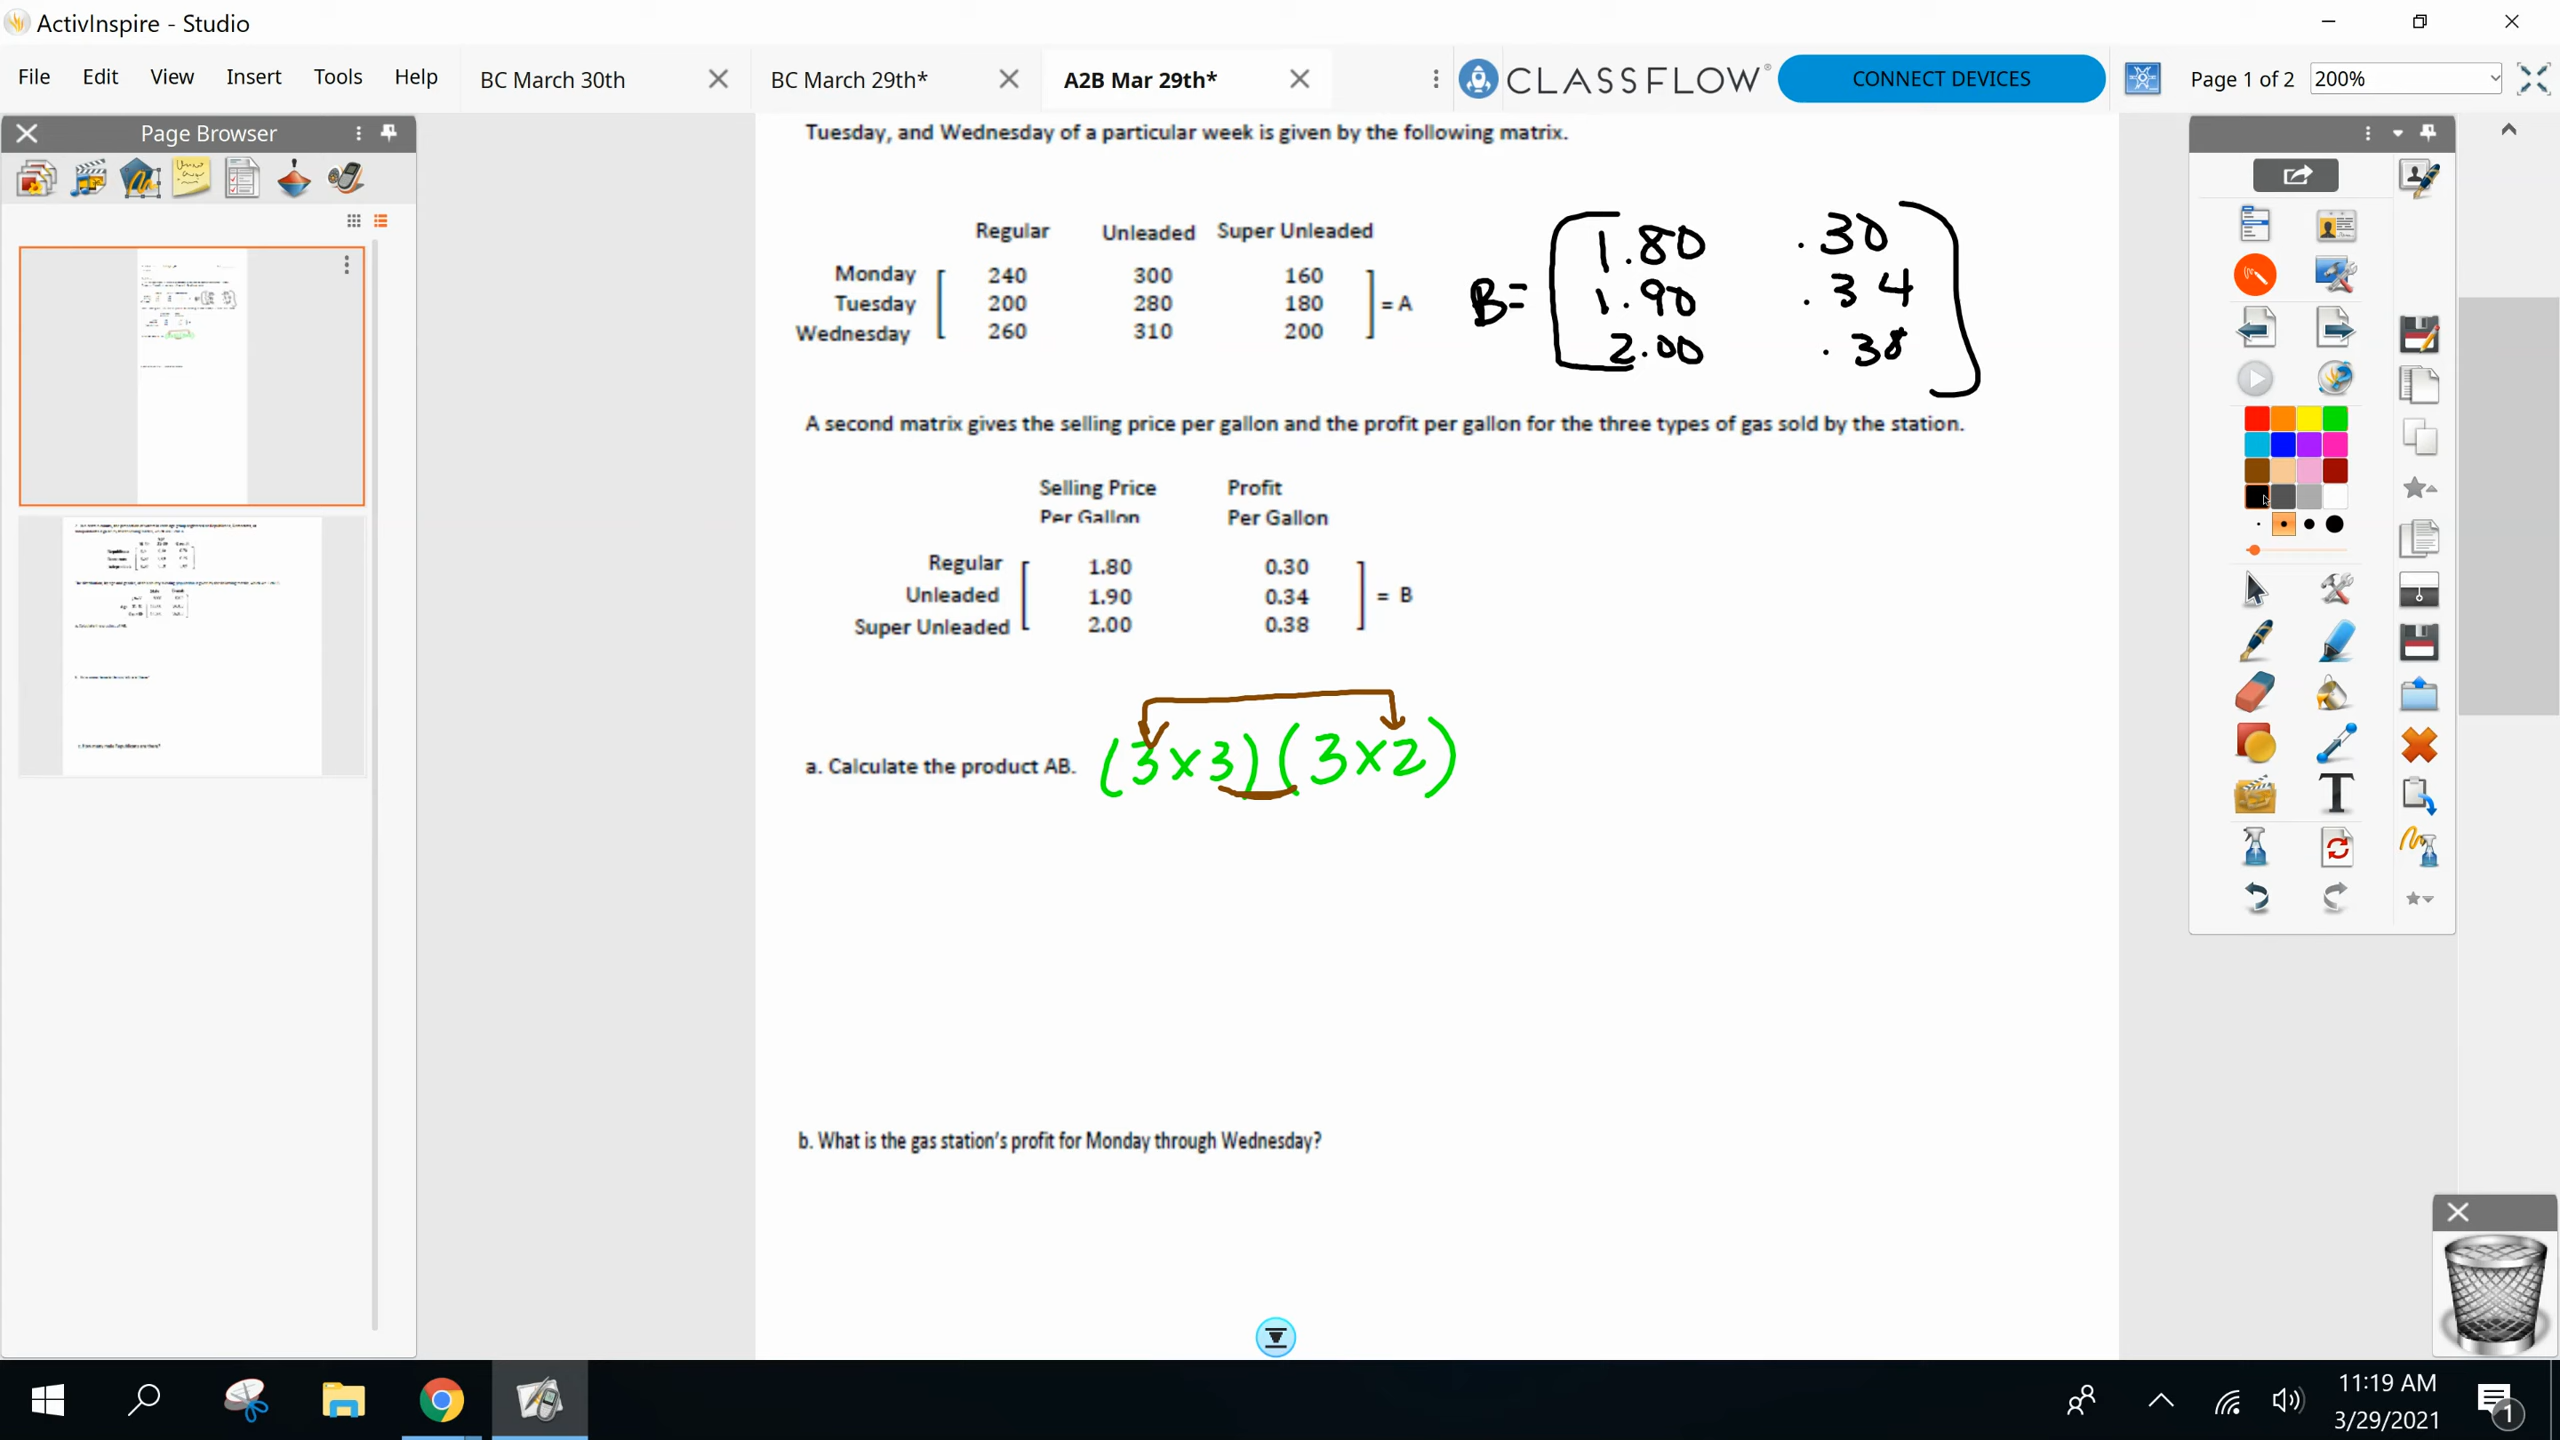 ActivInspire - Studio
File Edit View Insert Tools Help
BC March 30th
BC March 29th*
A2B Mar 29th*
CLASSFLOW
CONNECT DEVICES
Page 1 of 2
200%
Page Browser
Tuesday, and Wednesday of a particular week is given by the following matrix.
Regular Unleaded Super Unleaded
Monday 240 300 160
Tuesday 200 280 180 = A
Wednesday 260 310 200
B= 1.80 .30
1.90 .34
2.00 .38
A second matrix gives the selling price per gallon and the profit per gallon for the three types of gas sold by the station.
Selling Price Profit
Per Gallon Per Gallon
Regular 1.80 0.30
Unleaded 1.90 0.34 = B
Super Unleaded 2.00 0.38
a. Calculate the product AB. (3×3)(3×2)
b. What is the gas station's profit for Monday through Wednesday?
11:19 AM
3/29/2021
1